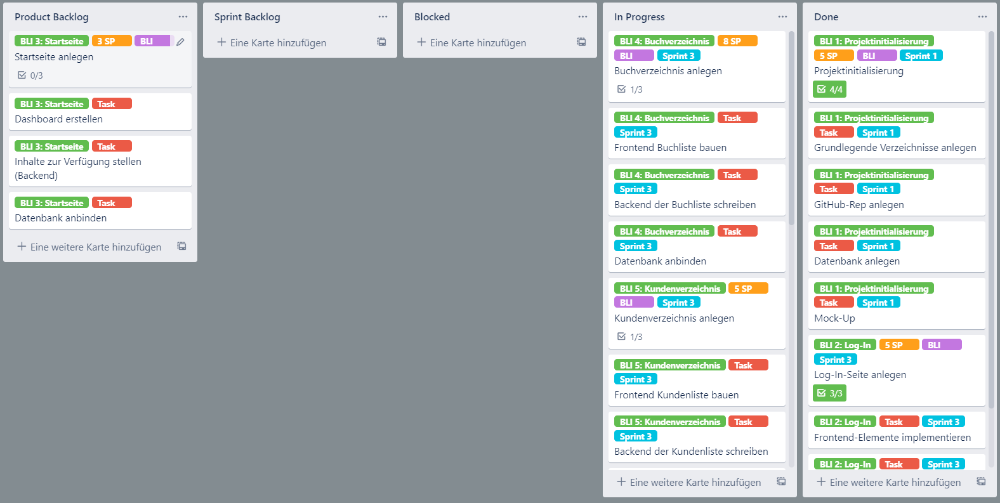 Product Backlog
BLI 3: Startseite 3 SP BLI
Startseite anlegen
0/3
BLI 3: Startseite Task
Dashboard erstellen
BLI 3: Startseite Task
Inhalte zur Verfügung stellen
(Backend)
BLI 3: Startseite Task
Datenbank anbinden
+ Eine weitere Karte hinzufügen
Sprint Backlog
+ Eine Karte hinzufügen
Blocked
+ Eine Karte hinzufügen
In Progress
BLI 4: Buchverzeichnis 8 SP
BLI Sprint 3
Buchverzeichnis anlegen
1/3
BLI 4: Buchverzeichnis Task
Sprint 3
Frontend Buchliste bauen
BLI 4: Buchverzeichnis Task
Sprint 3
Backend der Buchliste schreiben
BLI 4: Buchverzeichnis Task
Sprint 3
Datenbank anbinden
BLI 5: Kundenverzeichnis 5 SP
BLI Sprint 3
Kundenverzeichnis anlegen
1/3
BLI 5: Kundenverzeichnis Task
Sprint 3
Frontend Kundenliste bauen
BLI 5: Kundenverzeichnis Task
Sprint 3
Backend der Kundenliste schreiben
+ Eine weitere Karte hinzufügen
Done
BLI 1: Projektinitialisierung
5 SP BLI Sprint 1
Projektinitialisierung
4/4
BLI 1: Projektinitialisierung
Task Sprint 1
Grundlegende Verzeichnisse anlegen
BLI 1: Projektinitialisierung
Task Sprint 1
GitHub-Rep anlegen
BLI 1: Projektinitialisierung
Task Sprint 1
Datenbank anlegen
BLI 1: Projektinitialisierung
Task Sprint 1
Mock-Up
BLI 2: Log-In 5 SP BLI
Sprint 3
Log-In-Seite anlegen
3/3
BLI 2: Log-In Task Sprint 3
Frontend-Elemente implementieren
BLI 2: Log-In Task Sprint 3
+ Eine weitere Karte hinzufügen